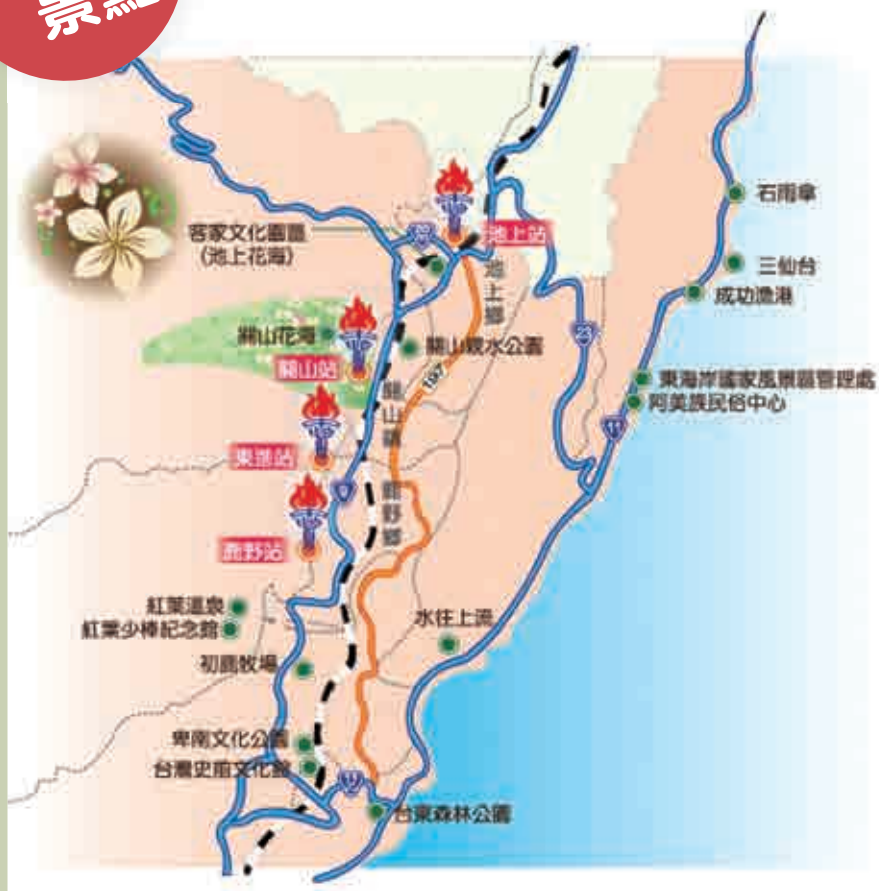 景點
石雨傘
客家文化園區
(池上花海)
池上站
池上鄉
三仙台
成功漁港
23
關山花海
關山親水公園
關山站
197
東海岸國家風景區管理處
阿美族民俗中心
11
關山鎮
9
鹿野鄉
鹿野站
紅葉溫泉
紅葉少棒紀念館
水往上流
初鹿牧場
卑南文化公園
台灣史前文化館
台東森林公園